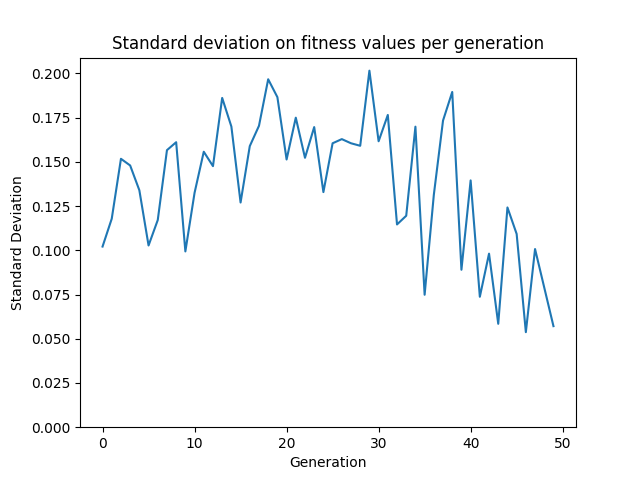 Standard deviation on fitness values per generation
0.200
0.175
0.150
0.125
0.100
0.075
0.050
0.025
0.000
Standard Deviation
0 10 20 30 40 50
Generation